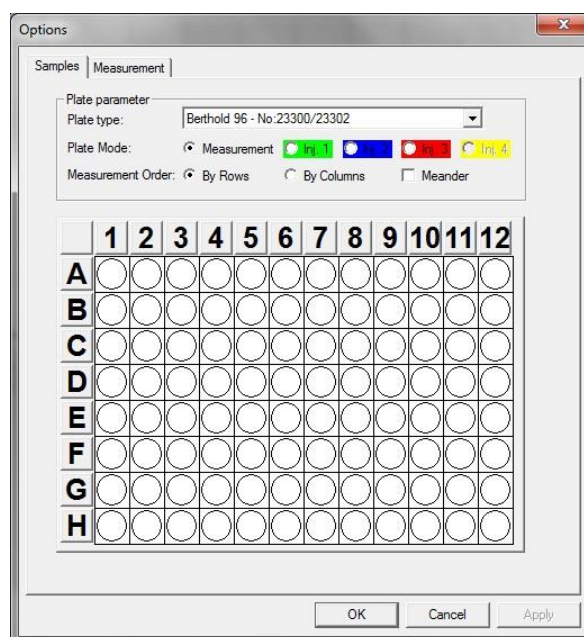 Options
Samples Measurement
Plate parameter
Plate type: Berthold 96 - No:23300/23302
Plate Mode: Measurement Inj. 1 Inj. 2 Inj. 3 Inj. 4
Measurement Order: By Rows By Columns Meander
1 2 3 4 5 6 7 8 9 10 11 12
A
B
C
D
E
F
G
H
OK Cancel Apply